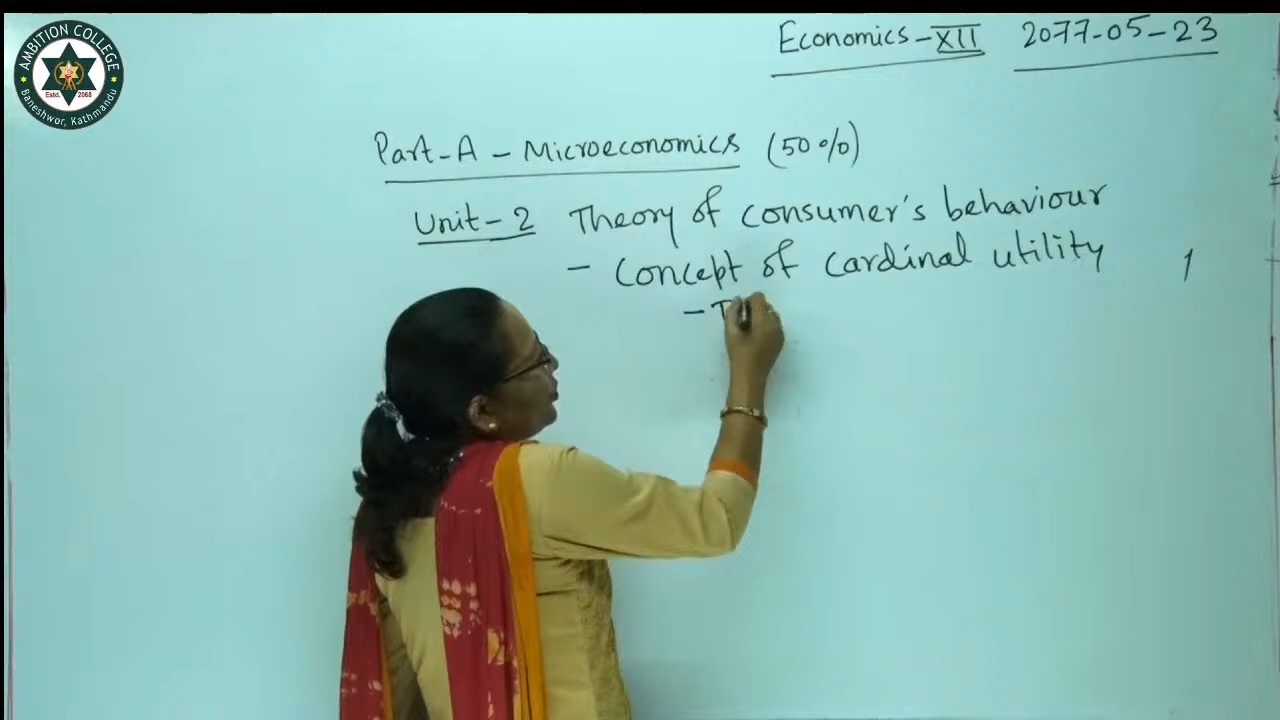 AMBITION COLLEGE
Estd. 2068
Baneshwor, Kathmandu
Economics - XII 2077-05-23
Part-A - Microeconomics (50%)
Unit-2 Theory of consumer's behaviour
- Concept of cardinal utility 1
- T